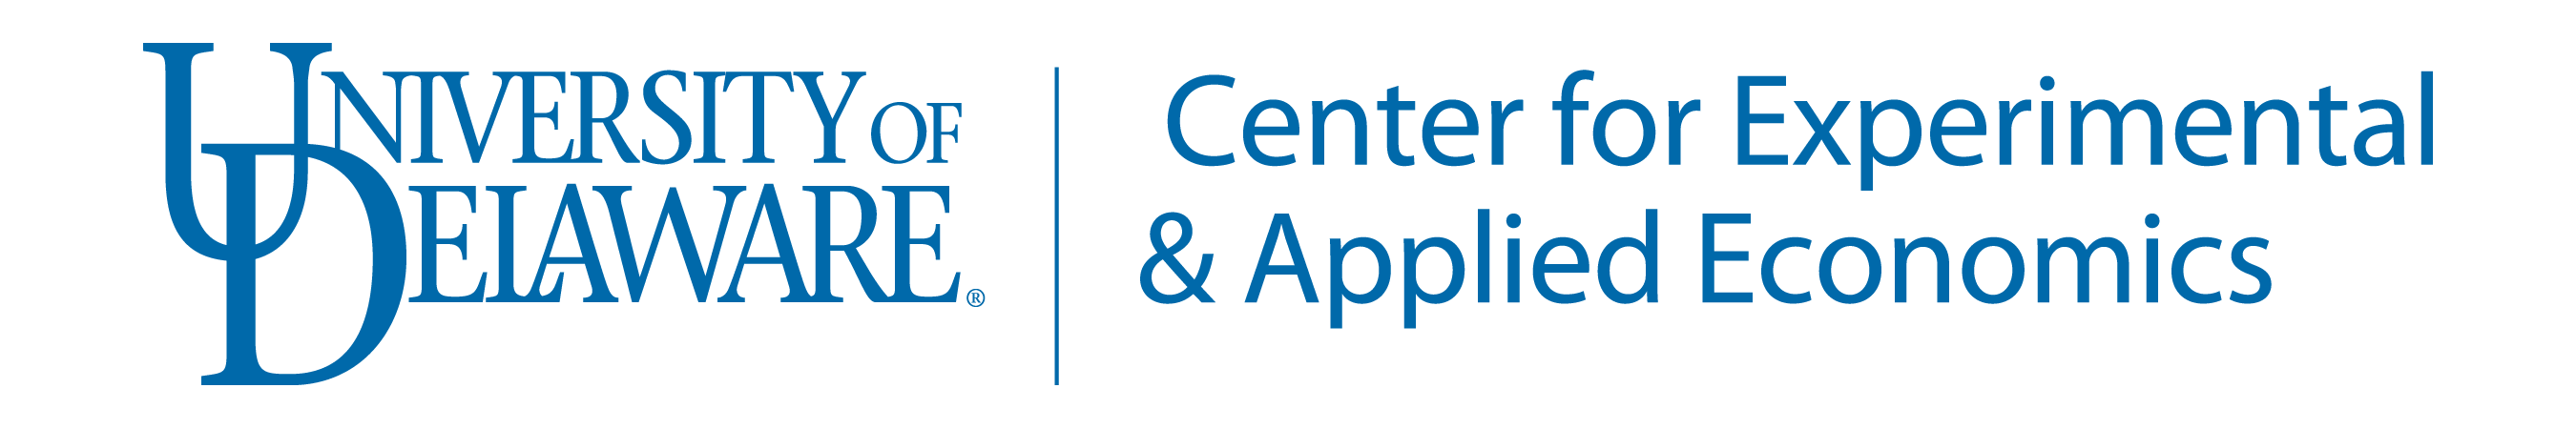 UNIVERSITY OF
DELAWARE®
Center for Experimental
& Applied Economics